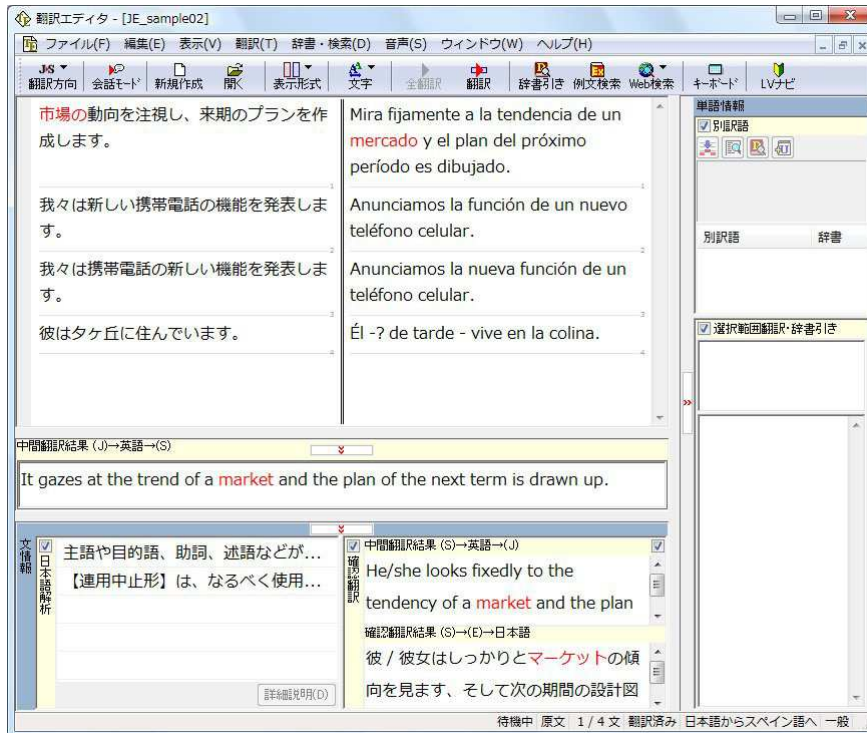 翻訳エディタ - [JE_sample02]
ファイル(F) 編集(E) 表示(V) 翻訳(T) 辞書・検索(D) 音声(S) ウィンドウ(W) ヘルプ(H)
J›S
翻訳方向 会話モード 新規作成 開く 表示形式 文字 全翻訳 翻訳 辞書引き 例文検索 Web検索 キーボード LVナビ
市場の動向を注視し、来期のプランを作
成します。
1
Mira fijamente a la tendencia de un
mercado y el plan del próximo
período es dibujado.
1
我々は新しい携帯電話の機能を発表しま
す。
2
Anunciamos la función de un nuevo
teléfono celular.
2
我々は携帯電話の新しい機能を発表しま
す。
3
Anunciamos la nueva función de un
teléfono celular.
3
彼は夕ヶ丘に住んでいます。
4
Él -? de tarde - vive en la colina.
4
単語情報
別訳語
別訳語 辞書
選択範囲翻訳・辞書引き
中間翻訳結果 (J)→英語→(S)
It gazes at the trend of a market and the plan of the next term is drawn up.
文情報
日本語解析
主語や目的語、助詞、述語などが...
【連用中止形】は、なるべく使用...
詳細説明(D)
確認翻訳
中間翻訳結果 (S)→英語→(J)
He/she looks fixedly to the
tendency of a market and the plan
確認翻訳結果 (S)→(E)→日本語
彼 / 彼女はしっかりとマーケットの傾
向を見ます、そして次の期間の設計図
待機中 原文 1 / 4 文 翻訳済み 日本語からスペイン語へ 一般